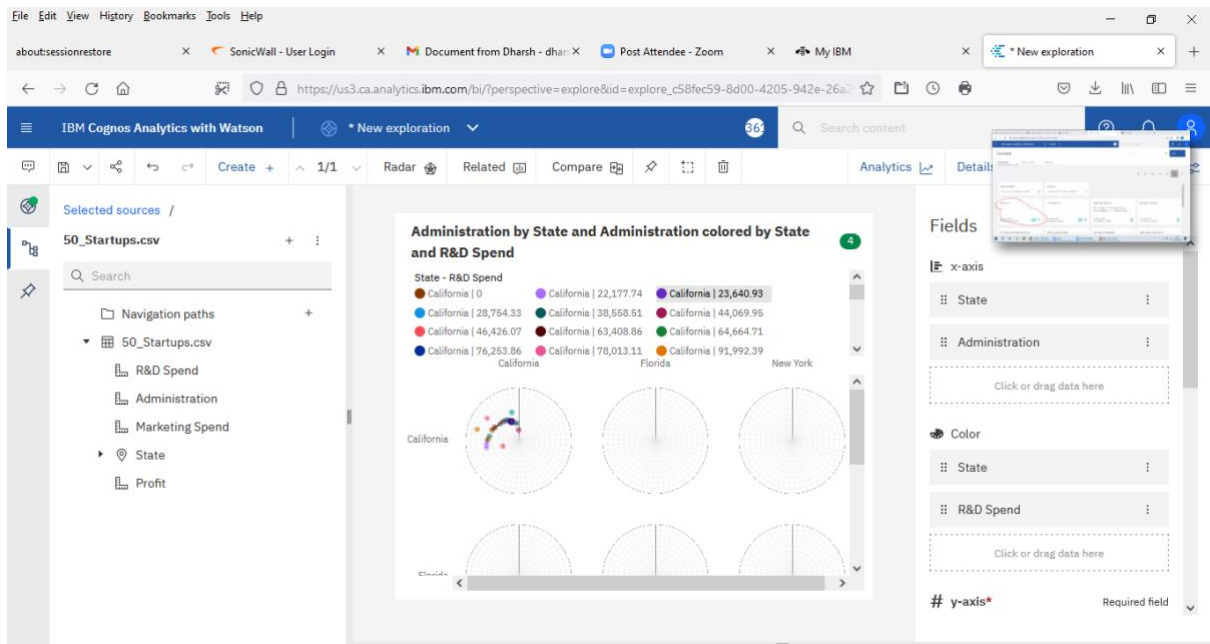 File Edit View History Bookmarks Tools Help
about:sessionrestore
SonicWall - User Login
Document from Dharsh - dhar
Post Attendee - Zoom
My IBM
* New exploration
https://us3.ca.analytics.ibm.com/bi/?perspective=explore&id=explore_c58fec59-8d00-4205-942e-26a
IBM Cognos Analytics with Watson
* New exploration
Search content
Create + 1/1 Radar Related Compare Analytics Details
Selected sources /
50_Startups.csv
Search
Navigation paths
50_Startups.csv
R&D Spend
Administration
Marketing Spend
State
Profit
Administration by State and Administration colored by State
and R&D Spend
4
State - R&D Spend
California | 0 California | 22,177.74 California | 23,640.93
California | 28,754.33 California | 38,558.51 California | 44,069.95
California | 46,426.07 California | 63,408.86 California | 64,664.71
California | 76,253.86 California | 78,013.11 California | 91,992.39
California Florida New York
California
Florida
Fields
x-axis
State
Administration
Click or drag data here
Color
State
R&D Spend
Click or drag data here
# y-axis* Required field